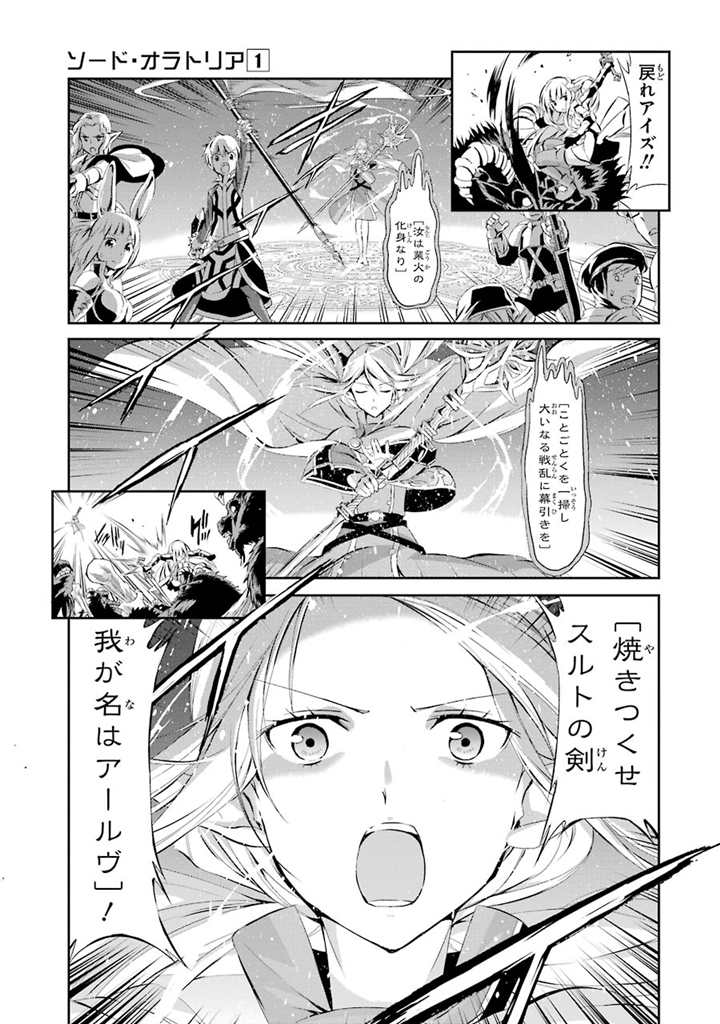 ソード・オラトリア1
戻れアイズ!!
[汝は業火の
化身なり]
[ことごとくを一掃し
大いなる戦乱に幕引きを]
ガッ
[焼きつくせ
スルトの剣
我が名はアールヴ]!